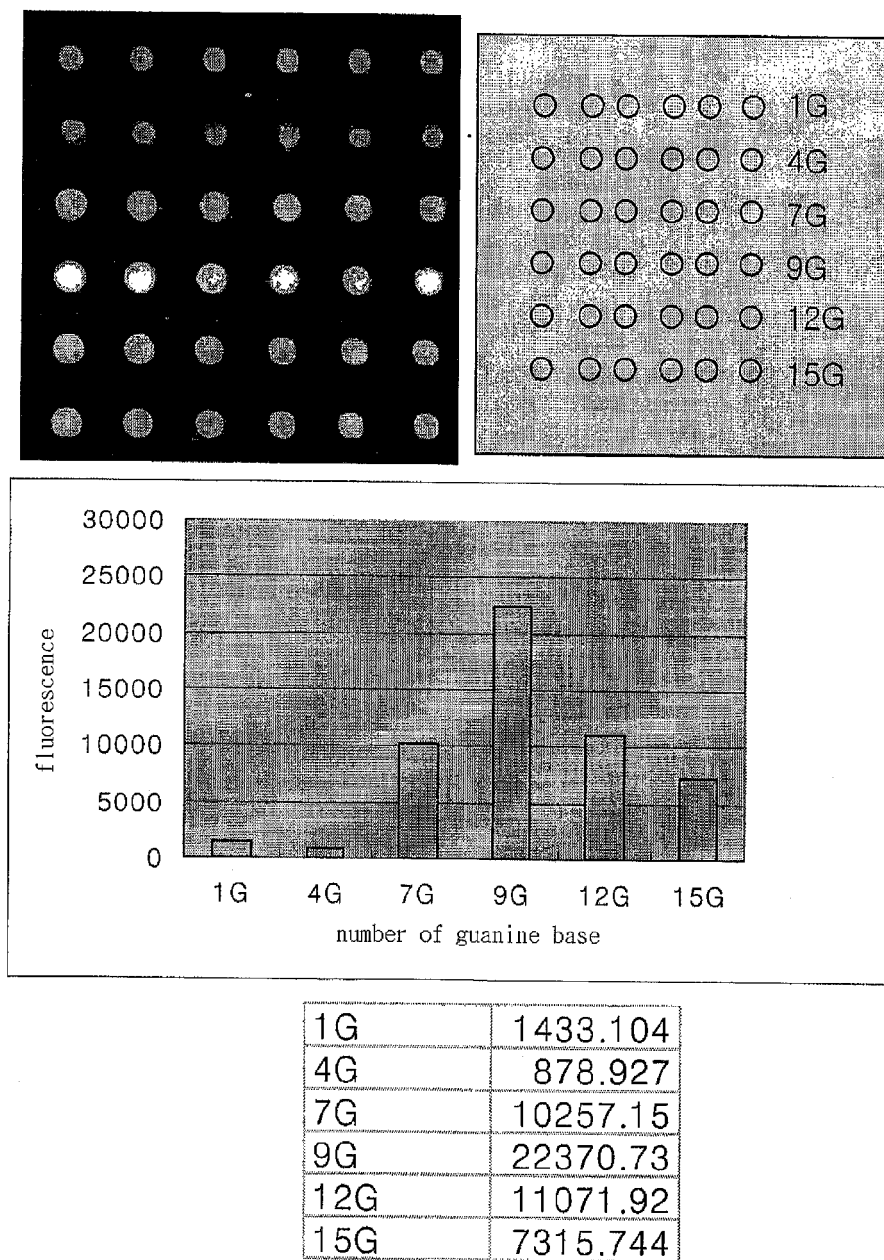 1G
4G
7G
9G
12G
15G
30000
25000
20000
15000
10000
5000
0
fluorescence
1G 4G 7G 9G 12G 15G
number of guanine base
1G 1433.104
4G 878.927
7G 10257.15
9G 22370.73
12G 11071.92
15G 7315.744